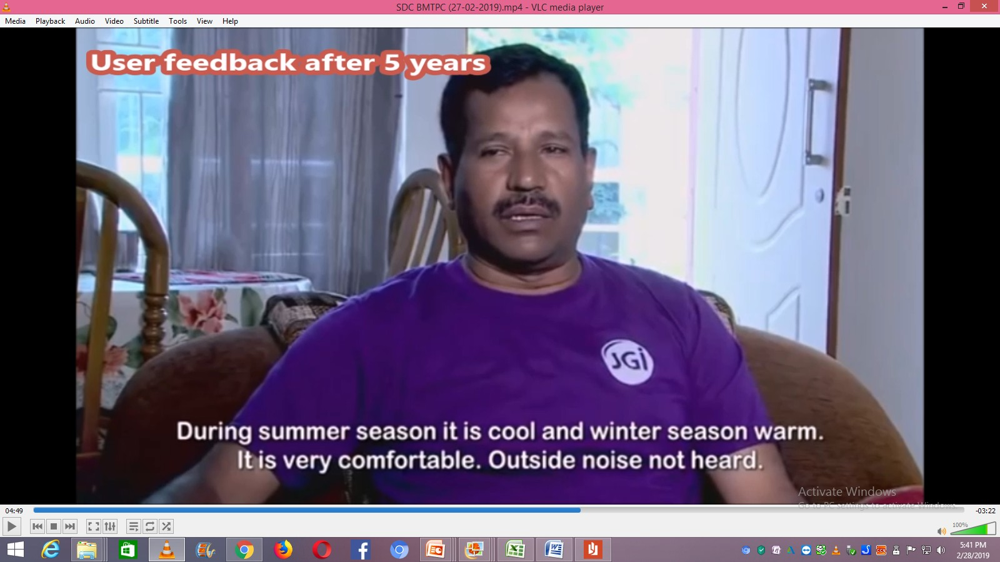 SDC BMTPC (27-02-2019).mp4 - VLC media player
Media Playback Audio Video Subtitle Tools View Help
User feedback after 5 years
JGi
During summer season it is cool and winter season warm.
It is very comfortable. Outside noise not heard.
Activate Windows
Go to PC settings to activate Windows.
04:49
-03:22
100%
5:41 PM
2/28/2019